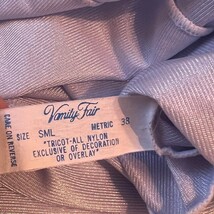 Vanity Fair
SIZE SML METRIC 38
"TRICOT-ALL NYLON
EXCLUSIVE OF DECORATION
OR OVERLAY"
CARE ON REVERSE